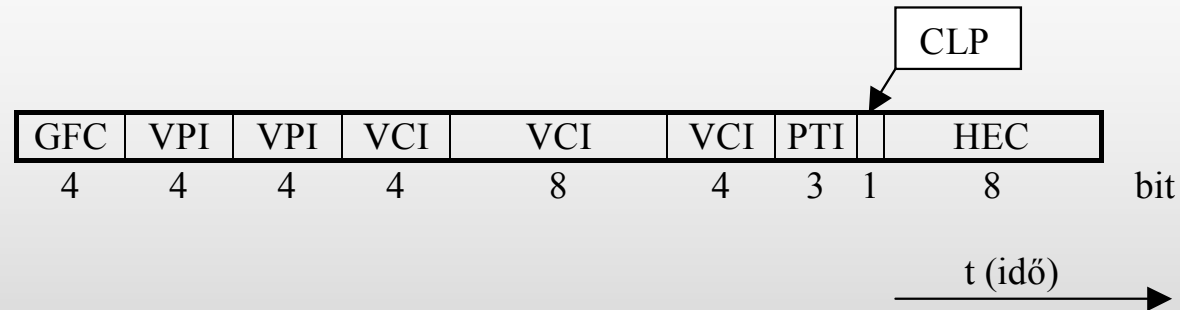 CLP
GFC VPI VPI VCI VCI VCI PTI HEC
4 4 4 4 8 4 3 1 8 bit
t (idő)